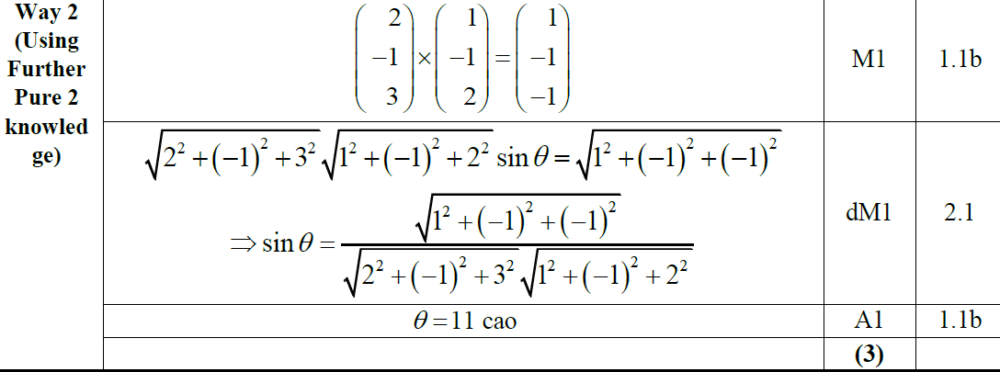 Way 2
(Using
Further
Pure 2
knowled
ge)
$\begin{pmatrix} 2 \\ -1 \\ 3 \end{pmatrix} \times \begin{pmatrix} 1 \\ -1 \\ 2 \end{pmatrix} = \begin{pmatrix} 1 \\ -1 \\ -1 \end{pmatrix}$ M1 1.1b
$\sqrt{2^2+(-1)^2+3^2}\sqrt{1^2+(-1)^2+2^2}\sin\theta = \sqrt{1^2+(-1)^2+(-1)^2}$
$\Rightarrow \sin\theta = \frac{\sqrt{1^2+(-1)^2+(-1)^2}}{\sqrt{2^2+(-1)^2+3^2}\sqrt{1^2+(-1)^2+2^2}}$ dM1 2.1
θ = 11 cao A1 1.1b
(3)